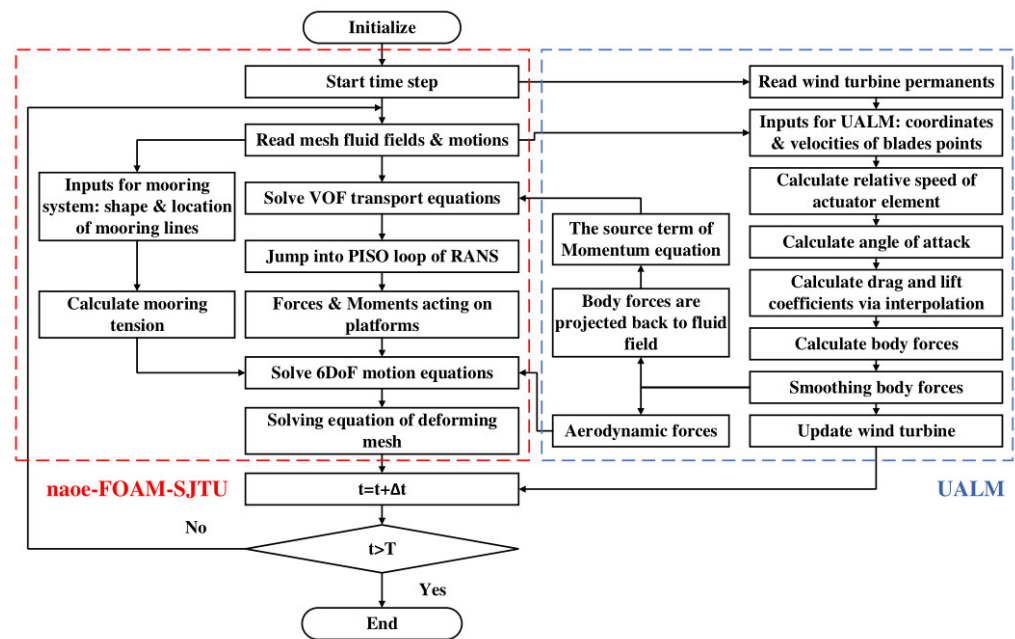 Initialize
Start time step
Read mesh fluid fields & motions
Inputs for mooring
system: shape & location
of mooring lines
Calculate mooring
tension
Solve VOF transport equations
Jump into PISO loop of RANS
Forces & Moments acting on
platforms
Solve 6DoF motion equations
Solving equation of deforming
mesh
naoe-FOAM-SJTU
Read wind turbine permanents
Inputs for UALM: coordinates
& velocities of blades points
Calculate relative speed of
actuator element
Calculate angle of attack
Calculate drag and lift
coefficients via interpolation
Calculate body forces
Smoothing body forces
Update wind turbine
The source term of
Momentum equation
Body forces are
projected back to fluid
field
Aerodynamic forces
UALM
t=t+Δt
t>T
No
Yes
End